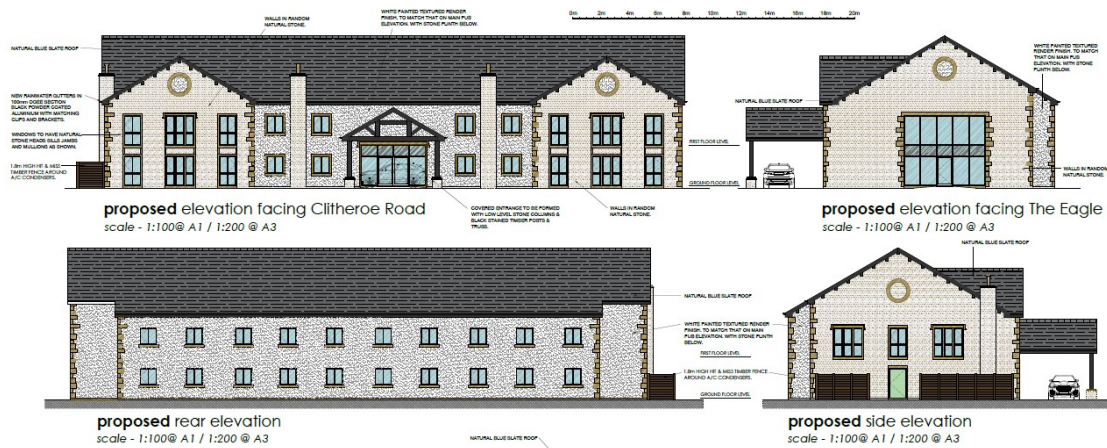 0m 2m 4m 6m 8m 10m 12m 14m 16m 18m 20m
WALLS IN RANDOM
NATURAL STONE.
WHITE PAINTED TEXTURED RENDER
FINISH. TO MATCH THAT ON MAIN PUB
ELEVATION. WITH STONE PLINTH BELOW.
NATURAL BLUE SLATE ROOF
NEW RAINWATER GUTTERS IN
100mm OGEE SECTION
BLACK POWDER COATED
ALUMINIUM WITH MATCHING
CLIPS AND BRACKETS.
WINDOWS TO HAVE NATURAL
STONE HEADS SILLS JAMBS
AND MULLIONS AS SHOWN.
1.8m HIGH HIT & MISS
TIMBER FENCE AROUND
A/C CONDENSERS.
FIRST FLOOR LEVEL
GROUND FLOOR LEVEL
COVERED ENTRANCE TO BE FORMED
WITH LOW LEVEL STONE COLUMNS &
BLACK STAINED TIMBER POSTS &
TRUSS.
WALLS IN RANDOM
NATURAL STONE.
proposed elevation facing Clitheroe Road
scale - 1:100@ A1 / 1:200 @ A3
WHITE PAINTED TEXTURED
RENDER FINISH. TO MATCH
THAT ON MAIN PUB
ELEVATION. WITH STONE
PLINTH BELOW.
NATURAL BLUE SLATE ROOF
WALLS IN RANDOM
NATURAL STONE.
proposed elevation facing The Eagle
scale - 1:100@ A1 / 1:200 @ A3
NATURAL BLUE SLATE ROOF
WHITE PAINTED TEXTURED RENDER
FINISH. TO MATCH THAT ON MAIN
PUB ELEVATION. WITH STONE PLINTH
BELOW.
FIRST FLOOR LEVEL
1.8m HIGH HIT & MISS TIMBER FENCE
AROUND A/C CONDENSERS.
GROUND FLOOR LEVEL
proposed rear elevation
scale - 1:100@ A1 / 1:200 @ A3
NATURAL BLUE SLATE ROOF
proposed side elevation
scale - 1:100@ A1 / 1:200 @ A3
NATURAL BLUE SLATE ROOF